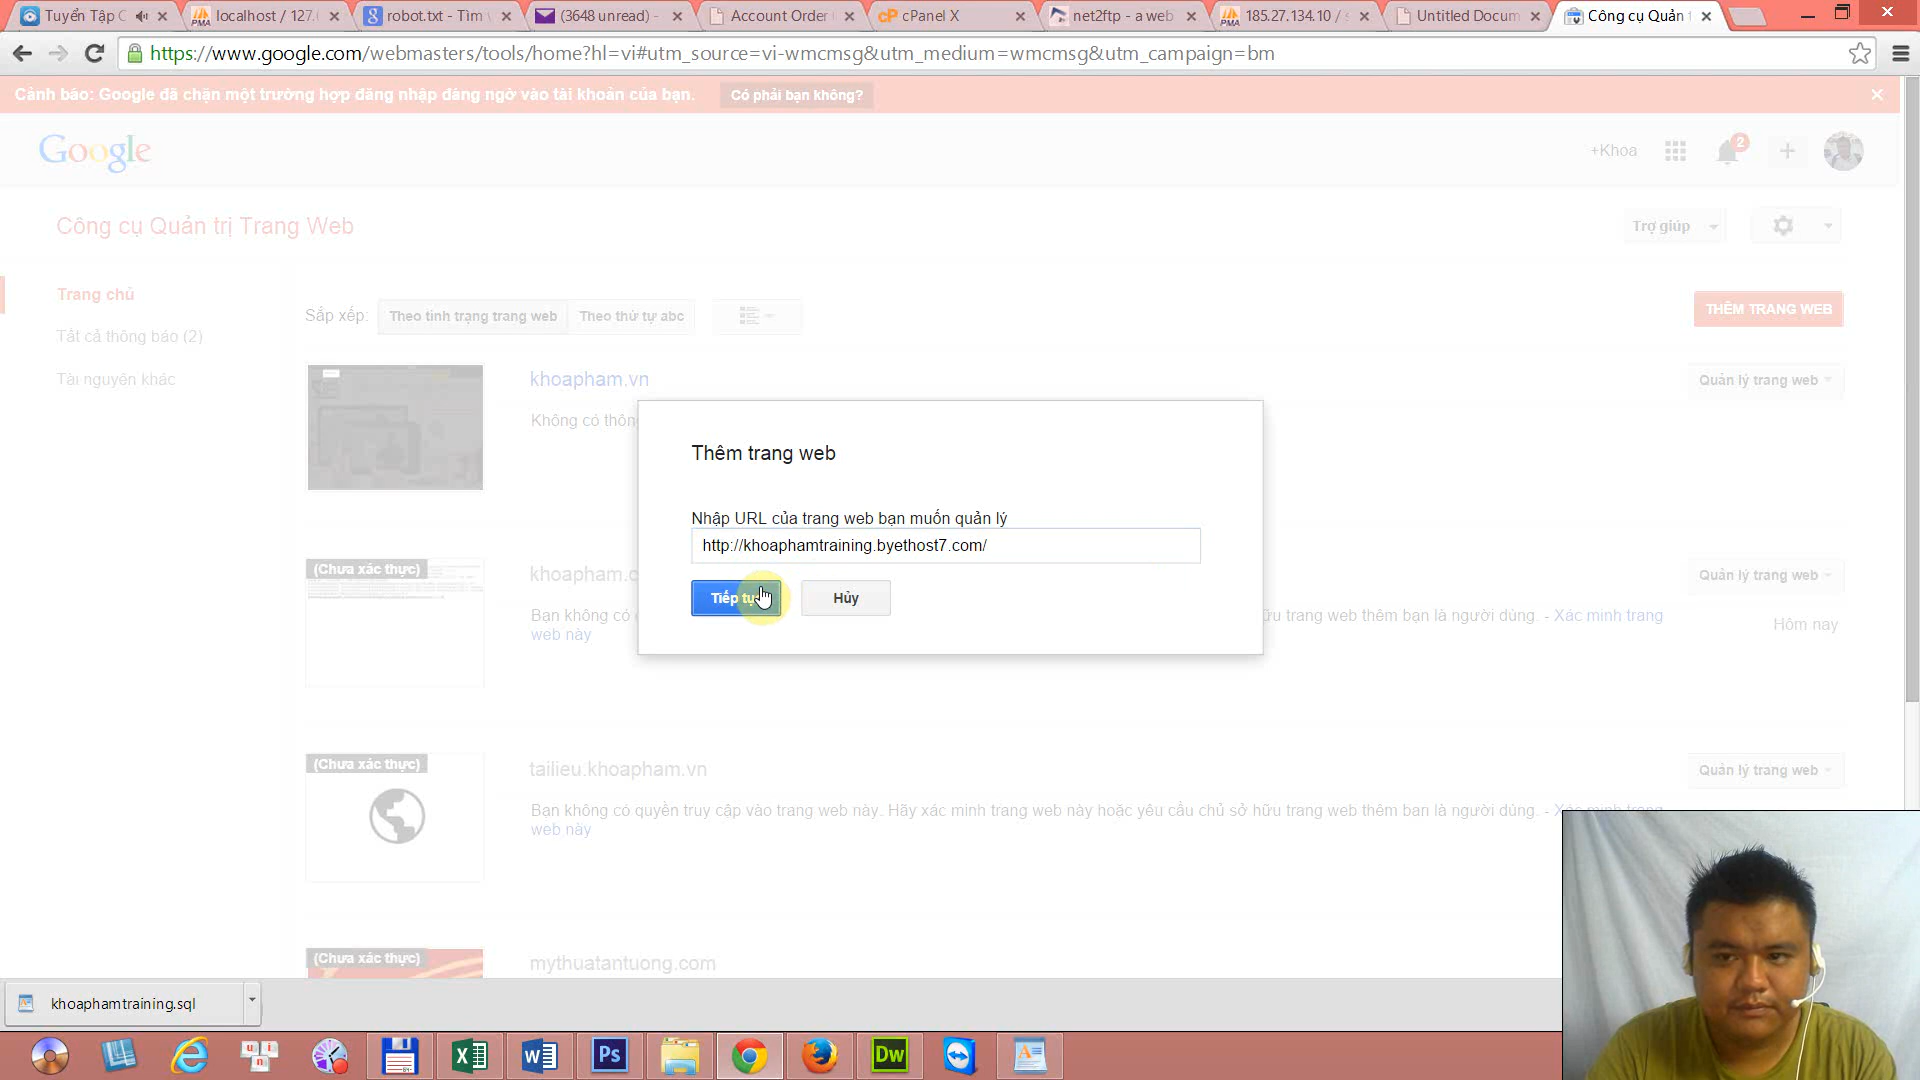 Tuyển Tập C
localhost / 127.
robot.txt - Tìm
(3648 unread) -
Account Order
cPanel X
net2ftp - a web
185.27.134.10 /
Untitled Docum
Công cụ Quản
https://www.google.com/webmasters/tools/home?hl=vi#utm_source=vi-wmcmsg&utm_medium=wmcmsg&utm_campaign=bm
Cảnh báo: Google đã chặn một trường hợp đăng nhập đáng ngờ vào tài khoản của bạn.
Có phải bạn không?
Google
+Khoa
2
Công cụ Quản trị Trang Web
Trợ giúp
Trang chủ
Tất cả thông báo (2)
Tài nguyên khác
Sắp xếp:
Theo tình trạng trang web
Theo thứ tự abc
THÊM TRANG WEB
khoapham.vn
Quản lý trang web
Không có thôn
Thêm trang web
Nhập URL của trang web bạn muốn quản lý
http://khoaphamtraining.byethost7.com/
Tiếp tụ
Hủy
(Chưa xác thực)
khoapham.c
Quản lý trang web
Bạn không có
ữu trang web thêm bạn là người dùng. - Xác minh trang
web này
Hôm nay
(Chưa xác thực)
tailieu.khoapham.vn
Quản lý trang web
Bạn không có quyền truy cập vào trang web này. Hãy xác minh trang web này hoặc yêu cầu chủ sở hữu trang web thêm bạn là người dùng. - Xác minh trang
web này
(Chưa xác thực)
mythuatantuong.com
khoaphamtraining.sql